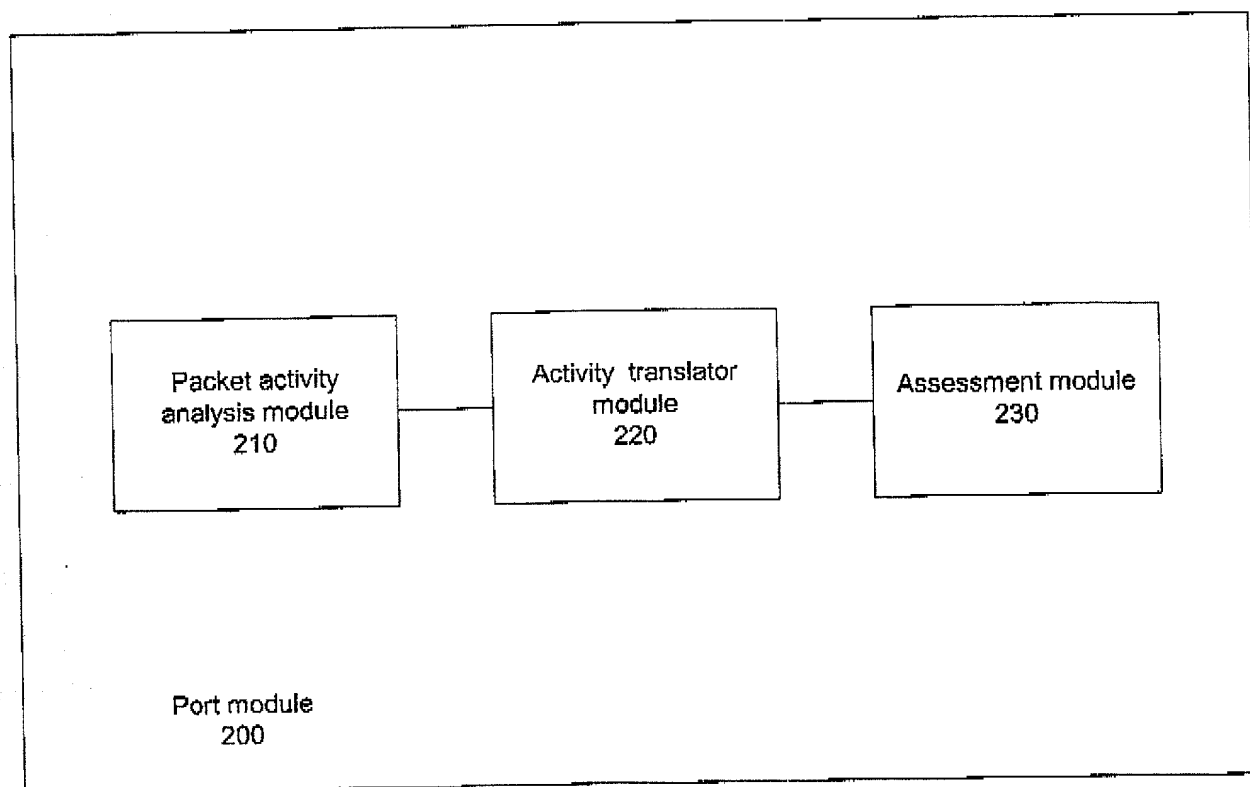 Packet activity
analysis module
210
Activity translator
module
220
Assessment module
230
Port module
200